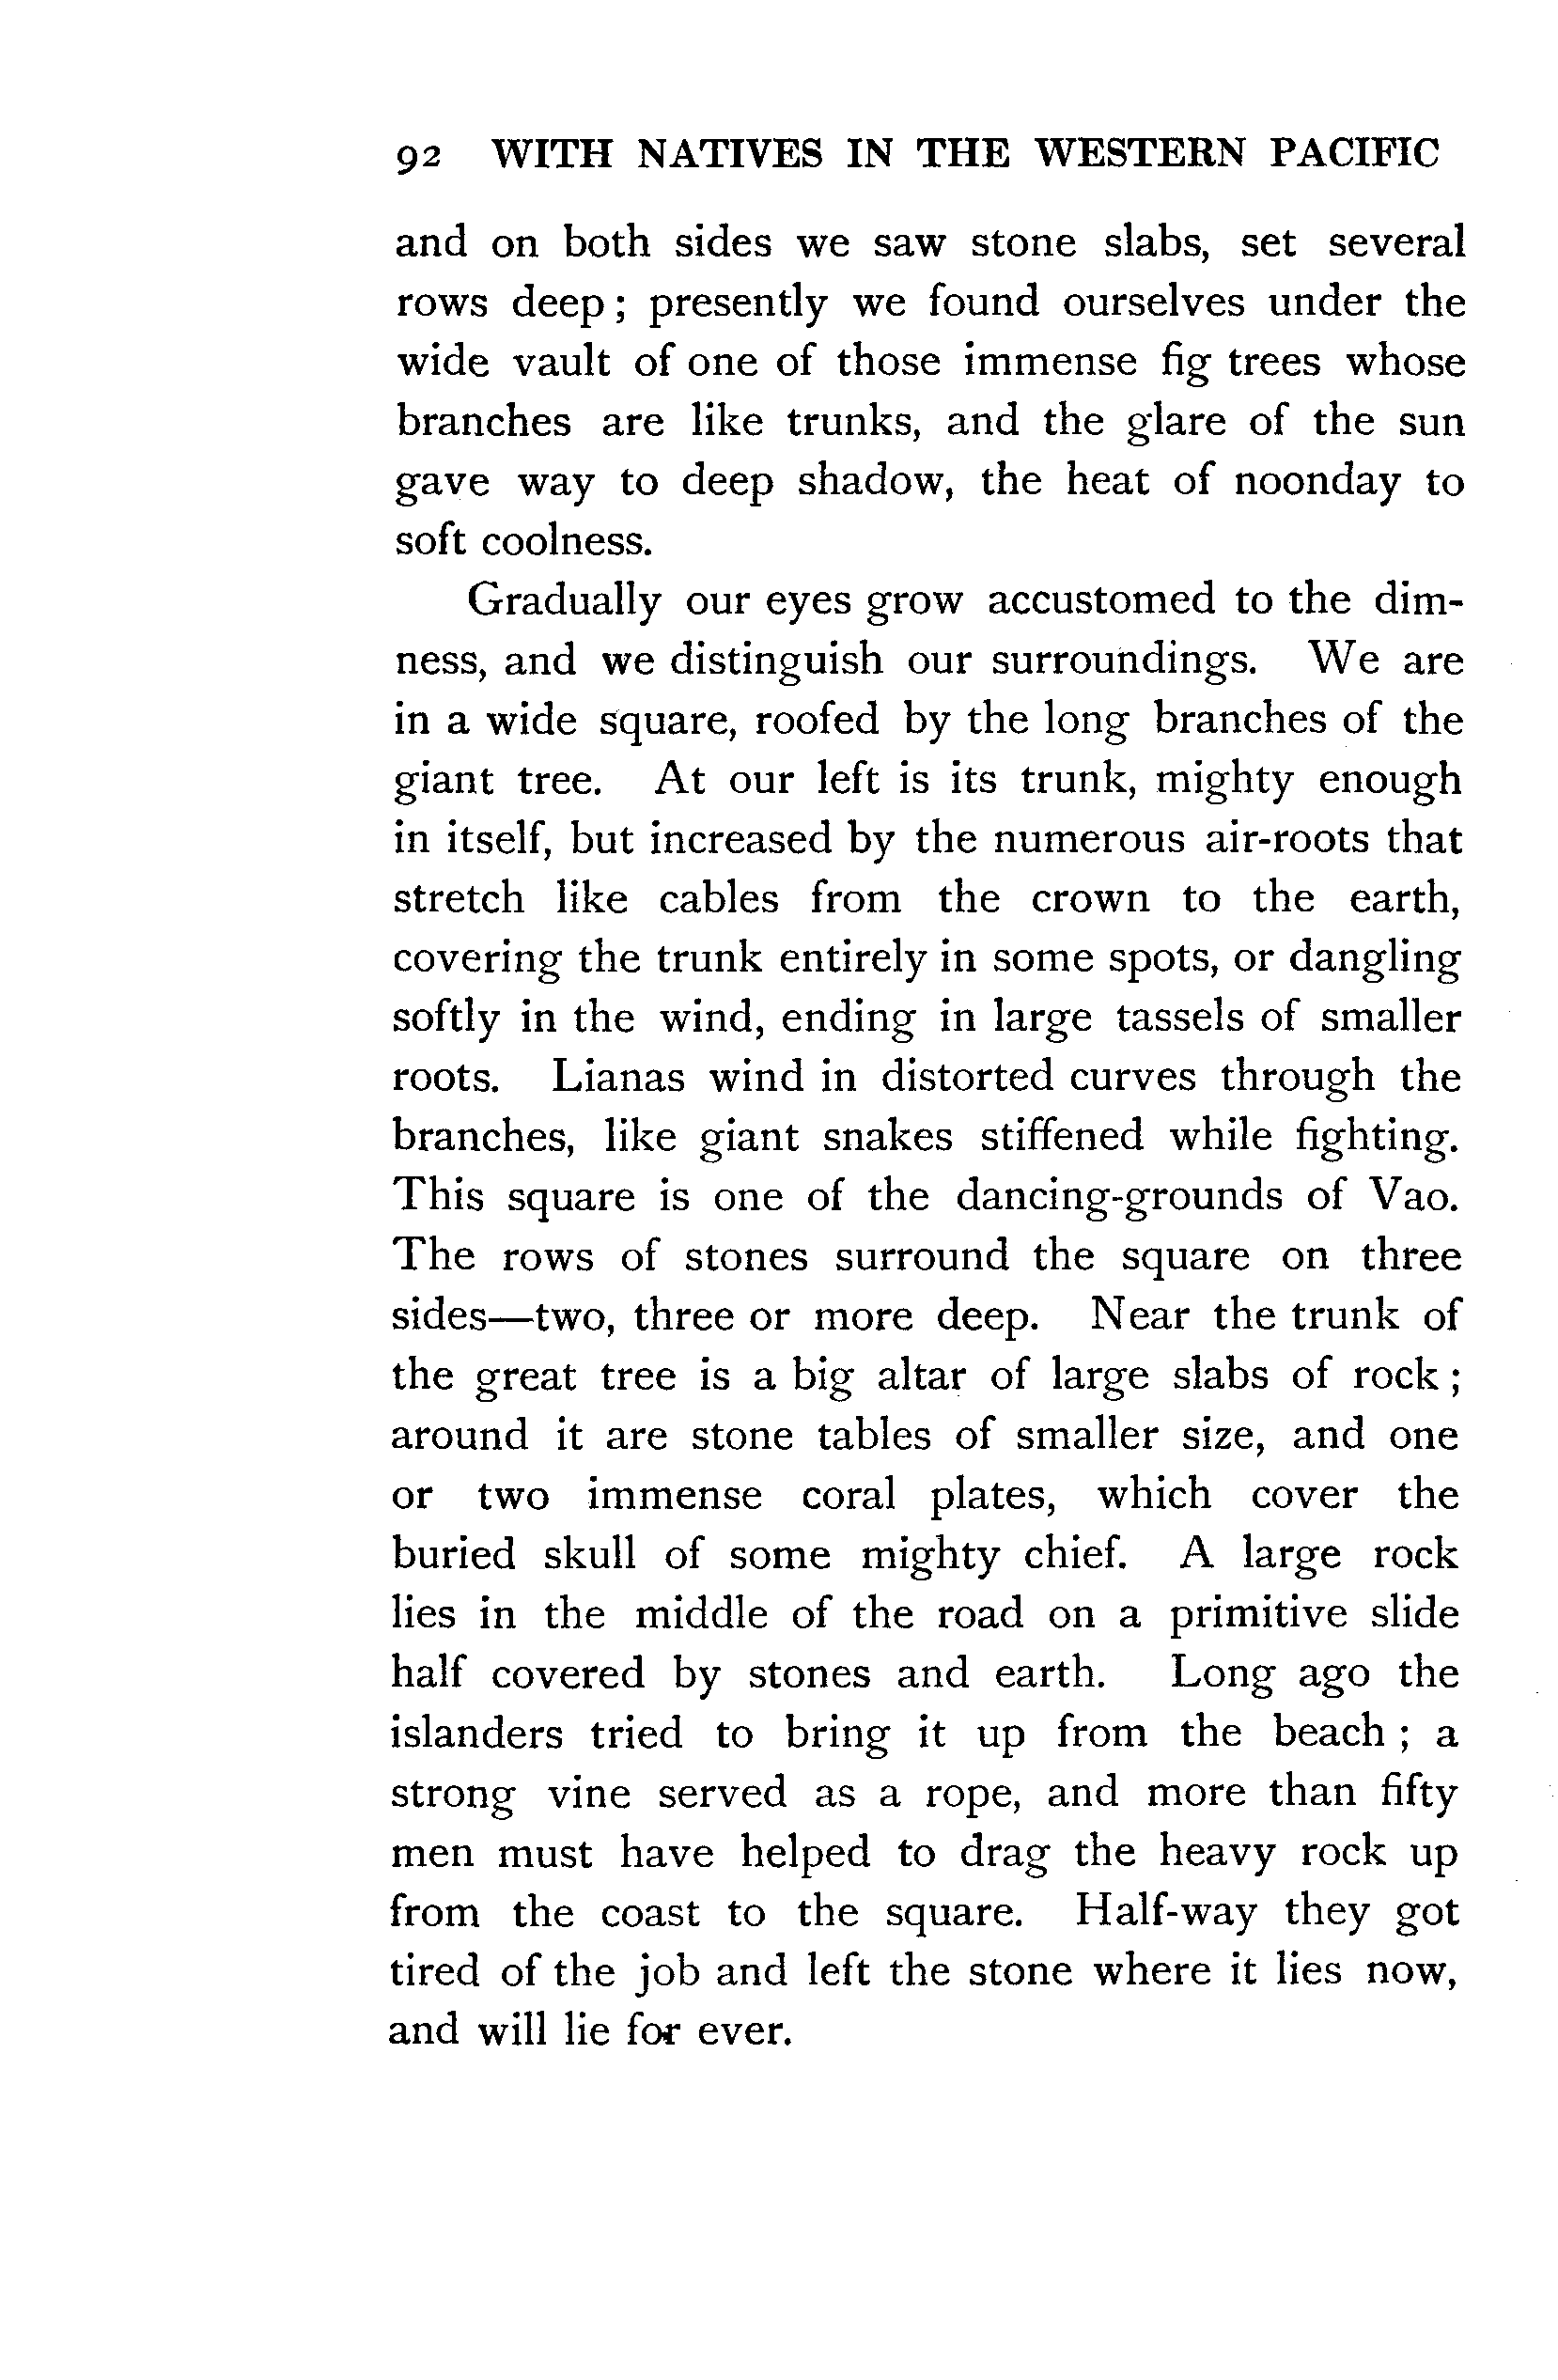 92 WITH NATIVES IN THE WESTERN PACIFIC
and on both sides we saw stone slabs, set several
rows deep ; presently we found ourselves under the
wide vault of one of those immense fig trees whose
branches are like trunks, and the glare of the sun
gave way to deep shadow, the heat of noonday to
soft coolness.
Gradually our eyes grow accustomed to the dim-
ness, and we distinguish our surroundings. We are
in a wide square, roofed by the long branches of the
giant tree. At our left is its trunk, mighty enough
in itself, but increased by the numerous air-roots that
stretch like cables from the crown to the earth,
covering the trunk entirely in some spots, or dangling
softly in the wind, ending in large tassels of smaller
roots. Lianas wind in distorted curves through the
branches, like giant snakes stiffened while fighting.
This square is one of the dancing-grounds of Vao.
The rows of stones surround the square on three
sides—two, three or more deep. Near the trunk of
the great tree is a big altar of large slabs of rock ;
around it are stone tables of smaller size, and one
or two immense coral plates, which cover the
buried skull of some mighty chief. A large rock
lies in the middle of the road on a primitive slide
half covered by stones and earth. Long ago the
islanders tried to bring it up from the beach ; a
strong vine served as a rope, and more than fifty
men must have helped to drag the heavy rock up
from the coast to the square. Half-way they got
tired of the job and left the stone where it lies now,
and will lie for ever.